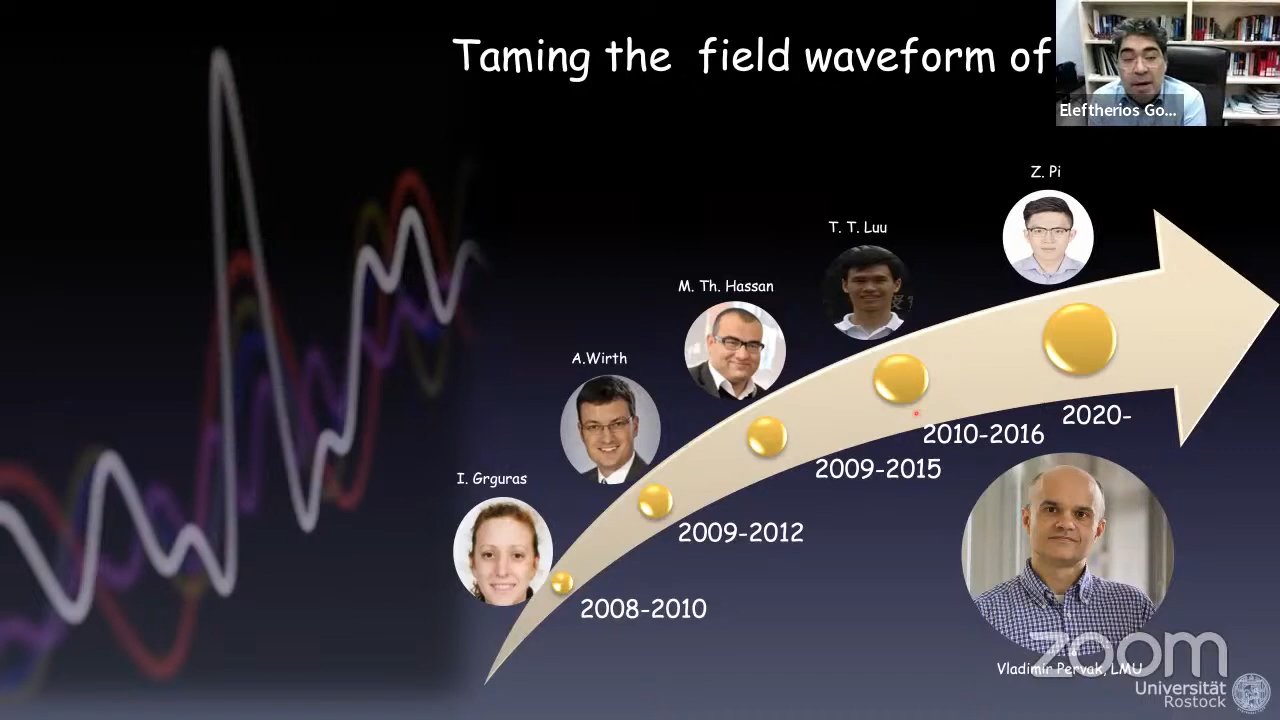 Taming the field waveform of
Eleftherios Go...
Z. Pi
T. T. Luu
M. Th. Hassan
A.Wirth
I. Grguras
2020-
2010-2016
2009-2015
2009-2012
2008-2010
zoom
Vladimir Pervak, LMU
Universität
Rostock